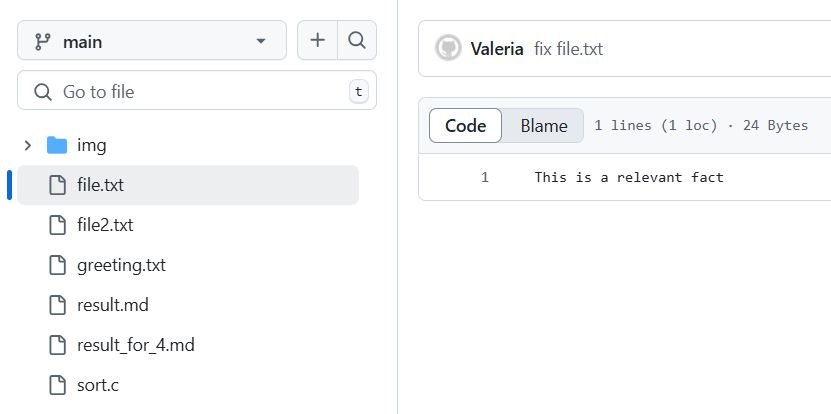 main
Go to file
t
img
file.txt
file2.txt
greeting.txt
result.md
result_for_4.md
sort.c
Valeria fix file.txt
Code Blame 1 lines (1 loc) · 24 Bytes
1 This is a relevant fact